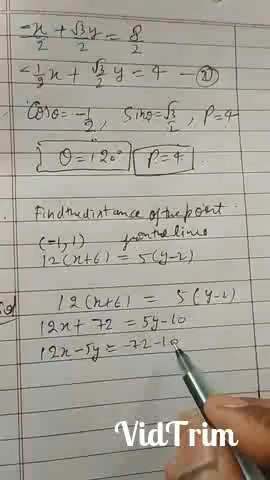 -x/2 + √3y/2 = 8/2
-1/2 x + √3/2 y = 4 — (2)
Cosθ = -1/2, Sinθ = √3/2, P = 4
θ = 120° P = 4
Find the distance of the point
(-1, 1) from the line
12(x+6) = 5(y-2)
12(x+6) = 5(y-2)
12x + 72 = 5y - 10
12x - 5y = -72 - 10
VidTrim